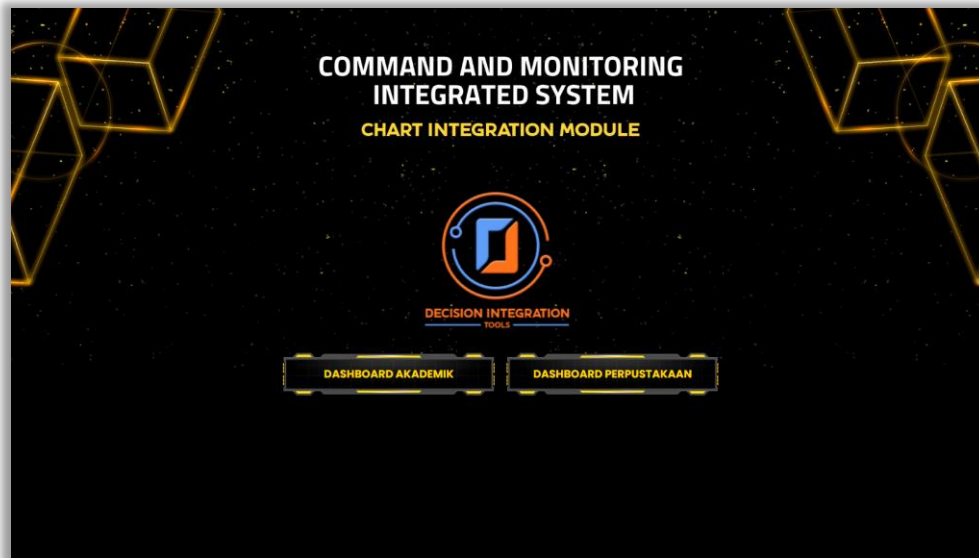 COMMAND AND MONITORING
INTEGRATED SYSTEM
CHART INTEGRATION MODULE
DECISION INTEGRATION
TOOLS
DASHBOARD AKADEMIK
DASHBOARD PERPUSTAKAAN